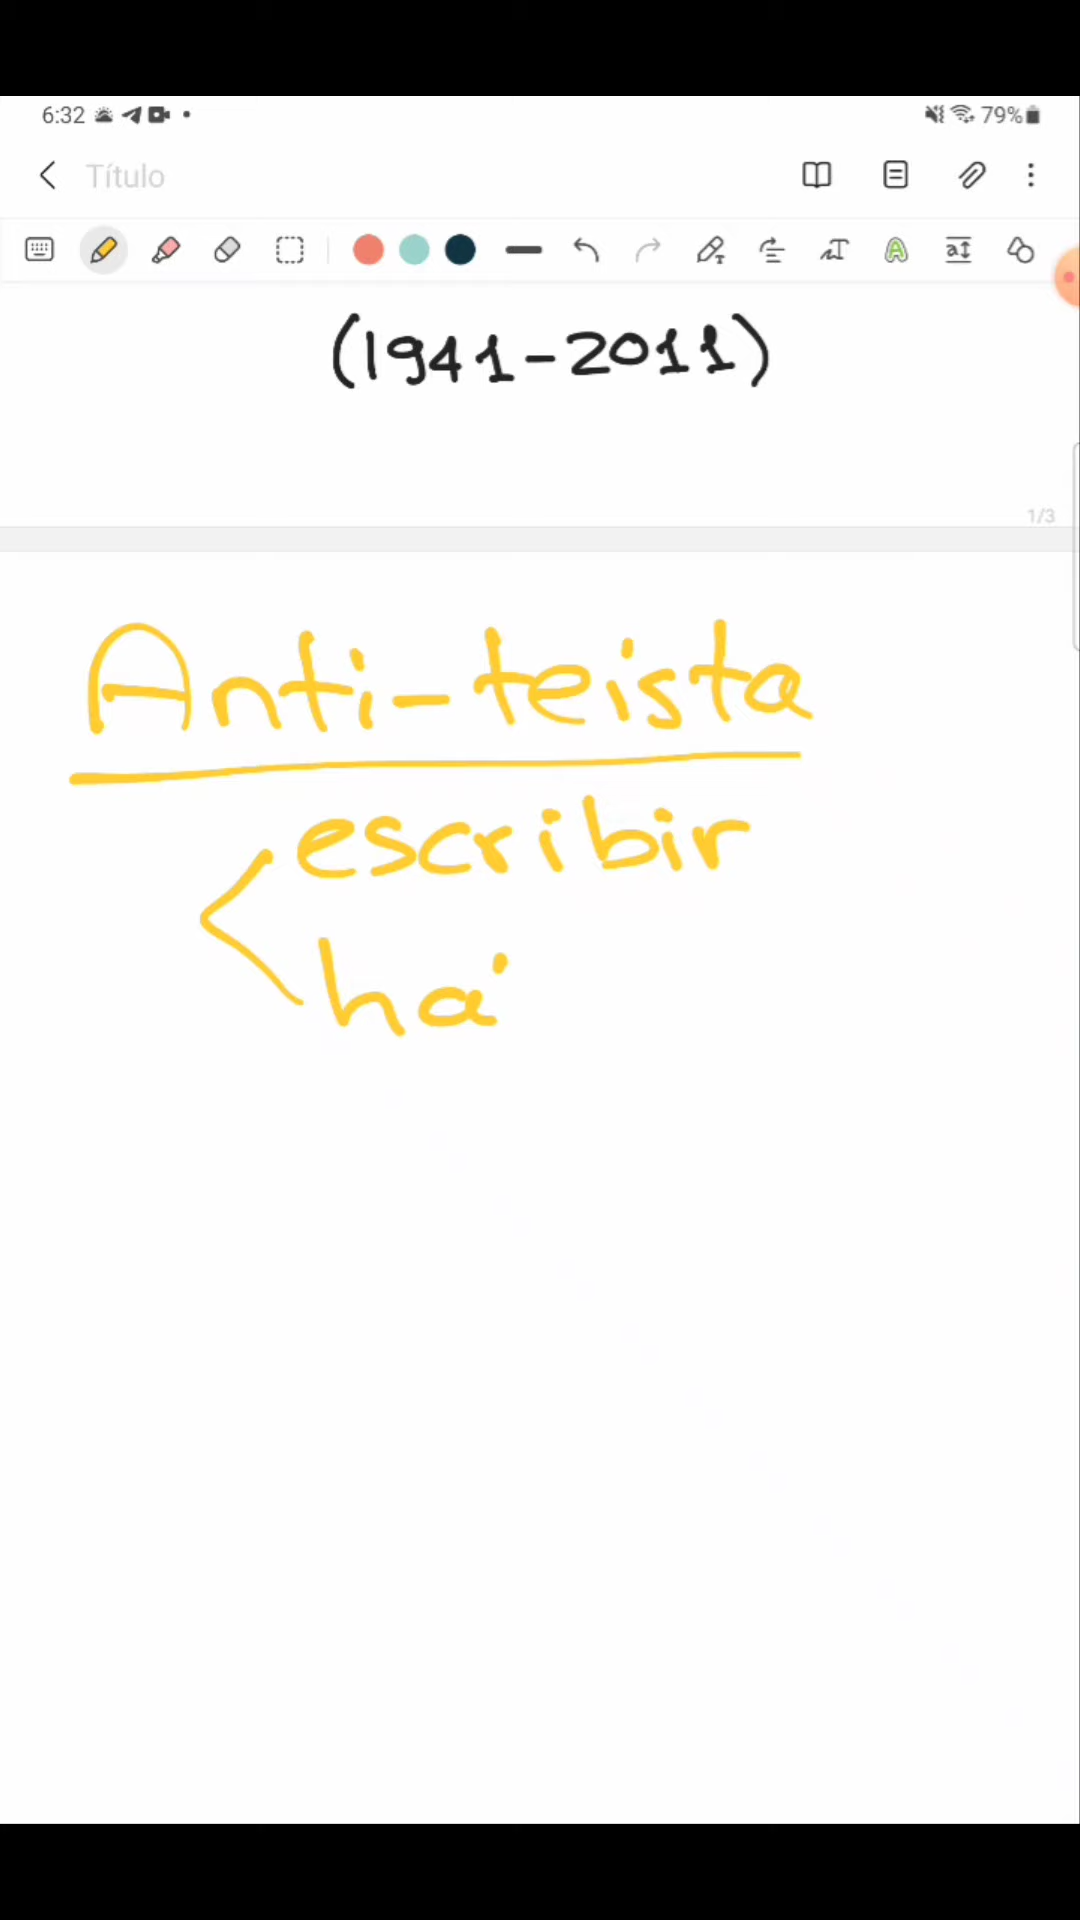 6:32 79%
Título
(1941-2011)
1/3
Anti-teista
escribir
ha